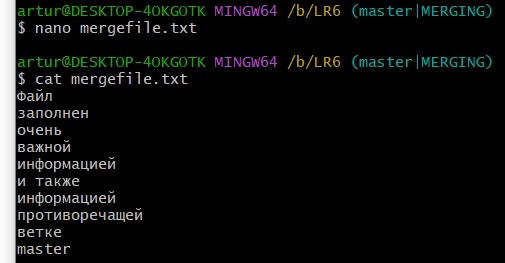 artur@DESKTOP-4OKGOTK MINGW64 /b/LR6 (master|MERGING)
$ nano mergefile.txt
artur@DESKTOP-4OKGOTK MINGW64 /b/LR6 (master|MERGING)
$ cat mergefile.txt
Файл
заполнен
очень
важной
информацией
и также
информацией
противоречащей
ветке
master